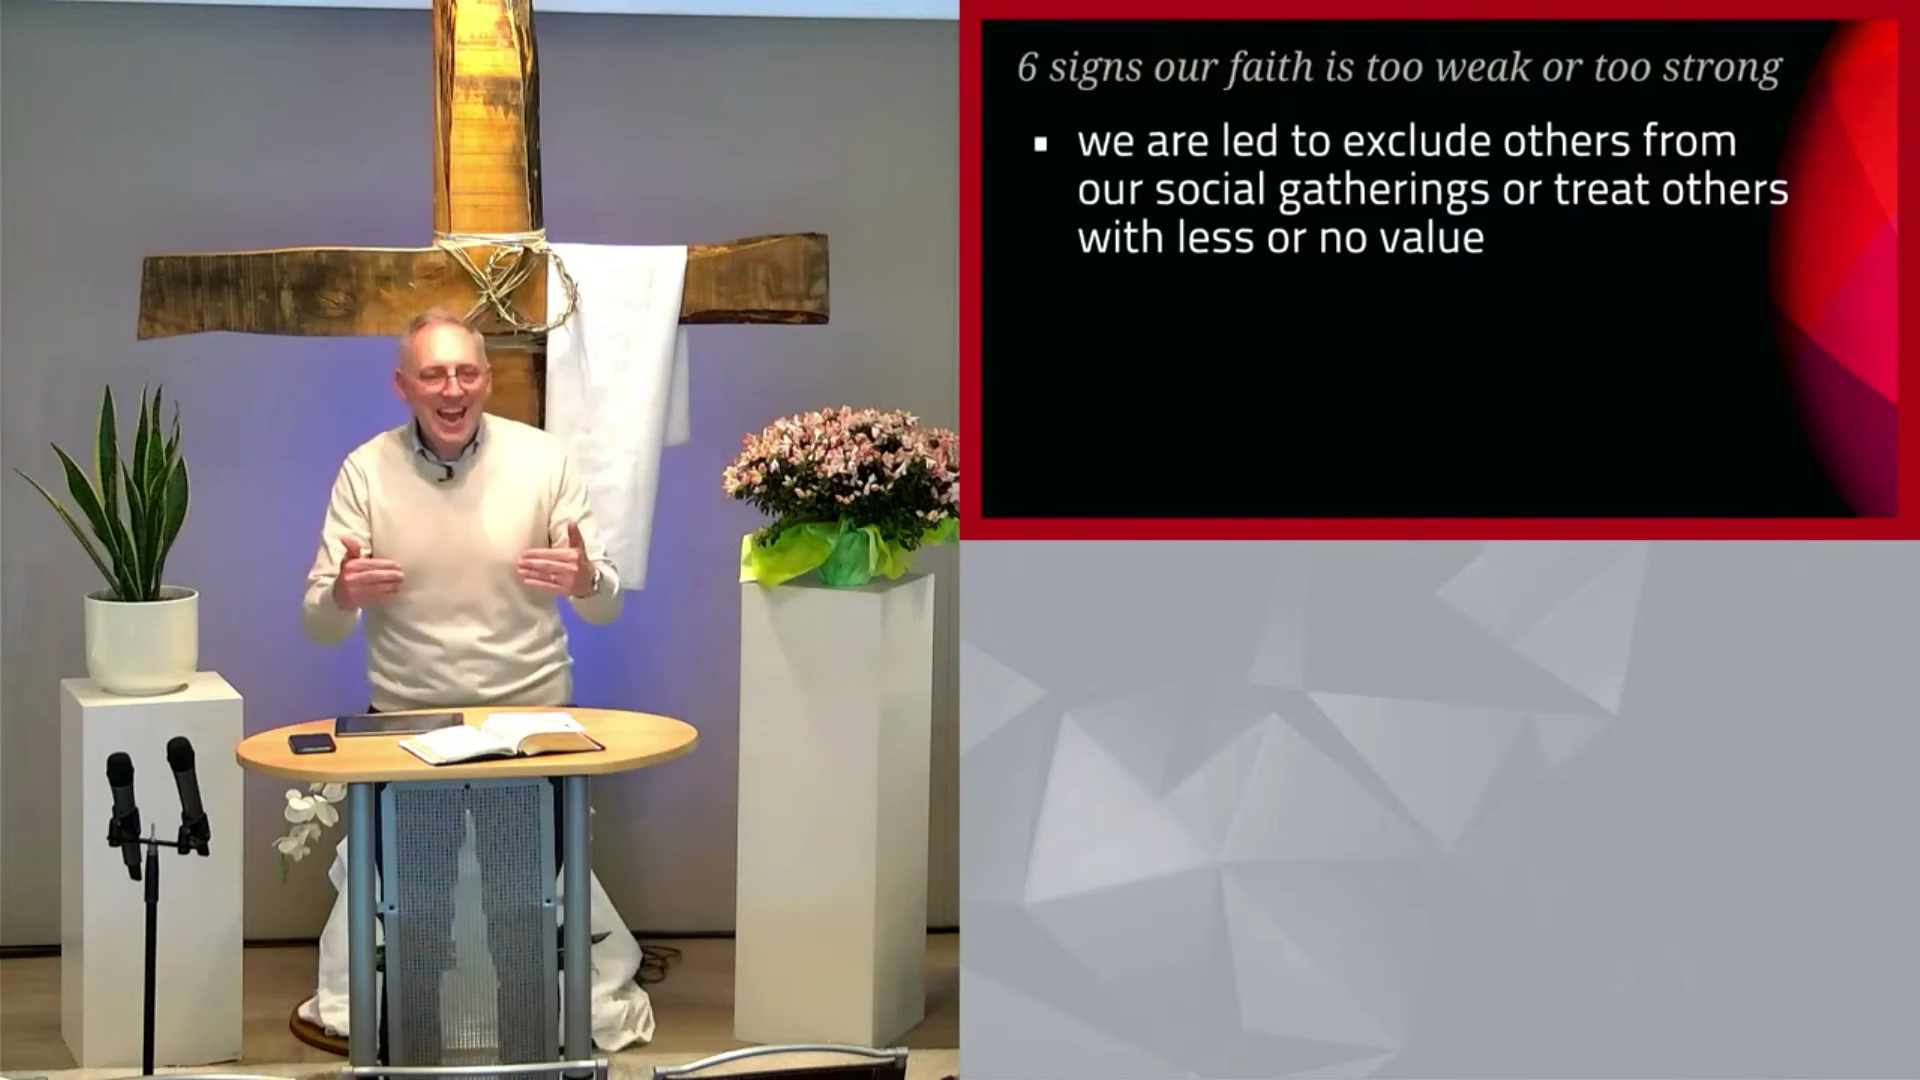 6 signs our faith is too weak or too strong
▪ we are led to exclude others from
our social gatherings or treat others
with less or no value